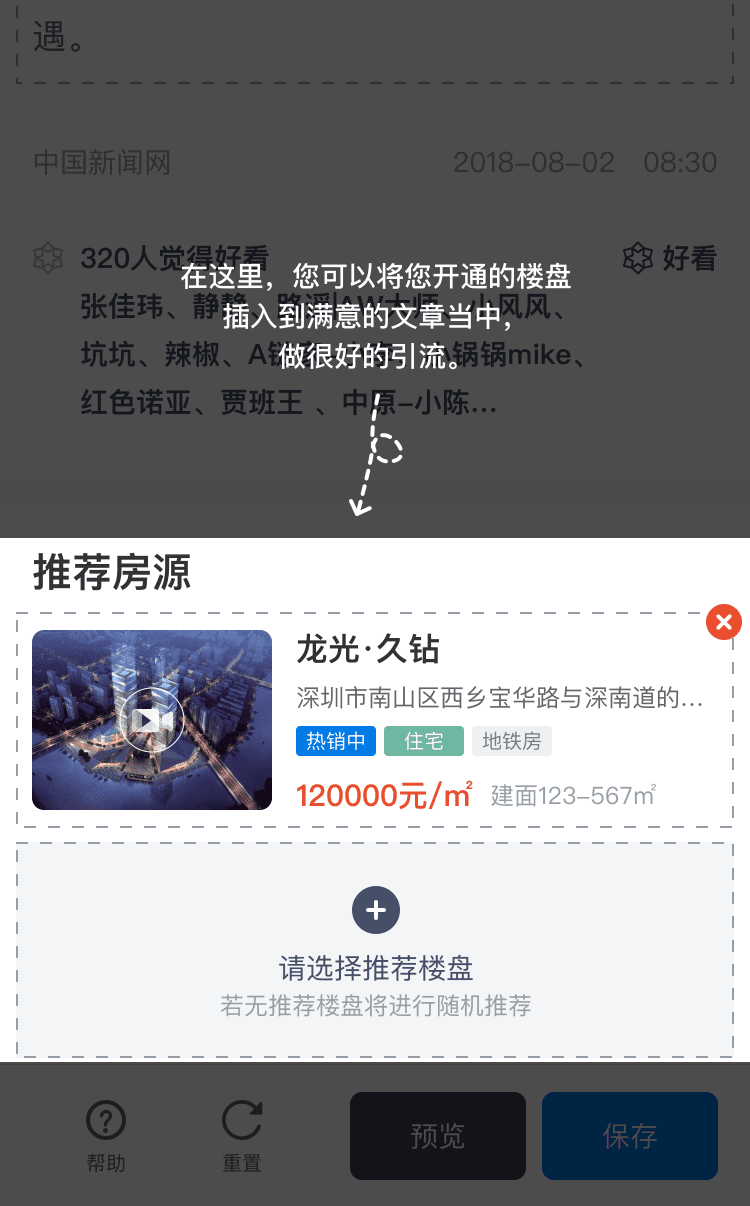 遇。
中国新闻网 2018-08-02 08:30
320人觉得好看 好看
在这里，您可以将您开通的楼盘
张佳玮、静静、路遥|AW大师、小风风、
插入到满意的文章当中，
坑坑、辣椒、A链 小锅锅mike、
做很好的引流。
红色诺亚、贾班王 、中原-小陈...
推荐房源
龙光·久钻
深圳市南山区西乡宝华路与深南道的...
热销中 住宅 地铁房
120000元/㎡ 建面123-567㎡
请选择推荐楼盘
若无推荐楼盘将进行随机推荐
帮助 重置 预览 保存